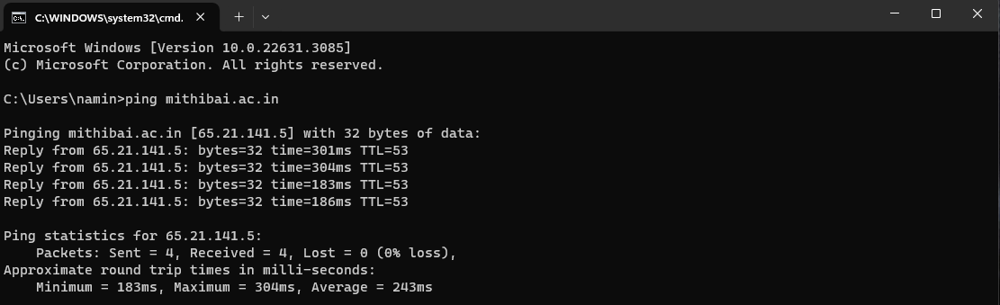 C:\WINDOWS\system32\cmd.
Microsoft Windows [Version 10.0.22631.3085]
(c) Microsoft Corporation. All rights reserved.
C:\Users\namin>ping mithibai.ac.in
Pinging mithibai.ac.in [65.21.141.5] with 32 bytes of data:
Reply from 65.21.141.5: bytes=32 time=301ms TTL=53
Reply from 65.21.141.5: bytes=32 time=304ms TTL=53
Reply from 65.21.141.5: bytes=32 time=183ms TTL=53
Reply from 65.21.141.5: bytes=32 time=186ms TTL=53
Ping statistics for 65.21.141.5:
    Packets: Sent = 4, Received = 4, Lost = 0 (0% loss),
Approximate round trip times in milli-seconds:
    Minimum = 183ms, Maximum = 304ms, Average = 243ms